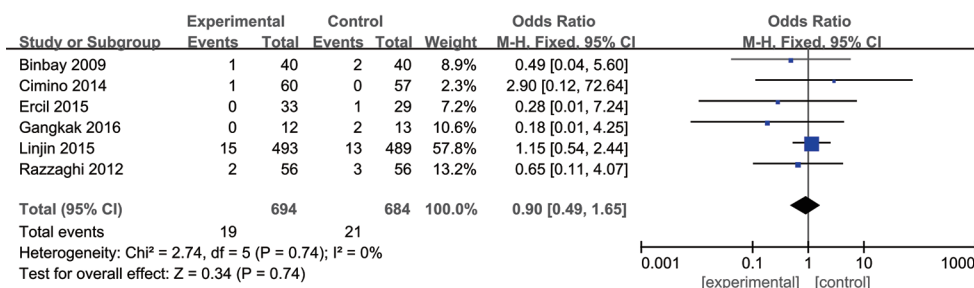 Experimental Control Odds Ratio Odds Ratio
Study or Subgroup Events Total Events Total Weight M-H. Fixed. 95% CI M-H. Fixed. 95% CI
Binbay 2009 1 40 2 40 8.9% 0.49 [0.04, 5.60]
Cimino 2014 1 60 0 57 2.3% 2.90 [0.12, 72.64]
Ercil 2015 0 33 1 29 7.2% 0.28 [0.01, 7.24]
Gangkak 2016 0 12 2 13 10.6% 0.18 [0.01, 4.25]
Linjin 2015 15 493 13 489 57.8% 1.15 [0.54, 2.44]
Razzaghi 2012 2 56 3 56 13.2% 0.65 [0.11, 4.07]
Total (95% CI) 694 684 100.0% 0.90 [0.49, 1.65]
Total events 19 21
Heterogeneity: Chi² = 2.74, df = 5 (P = 0.74); I² = 0%
Test for overall effect: Z = 0.34 (P = 0.74)
0.001 0.1 1 10 1000
[experimental] [control]